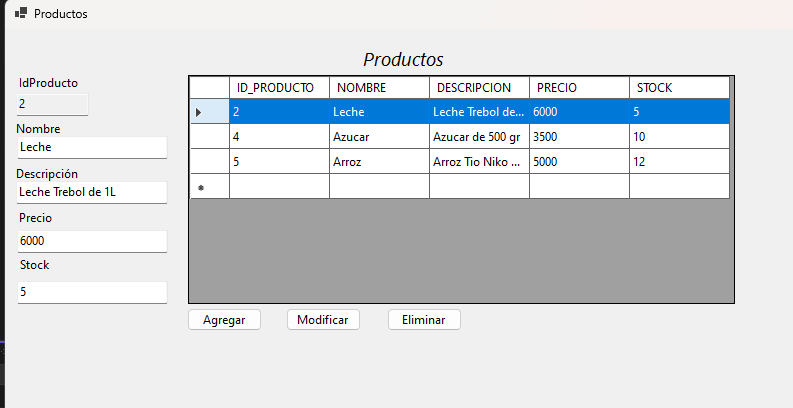 Productos
Productos
IdProducto
2
Nombre
Leche
Descripción
Leche Trebol de 1L
Precio
6000
Stock
5
ID_PRODUCTO NOMBRE DESCRIPCION PRECIO STOCK
2 Leche Leche Trebol de... 6000 5
4 Azucar Azucar de 500 gr 3500 10
5 Arroz Arroz Tio Niko ... 5000 12
Agregar Modificar Eliminar